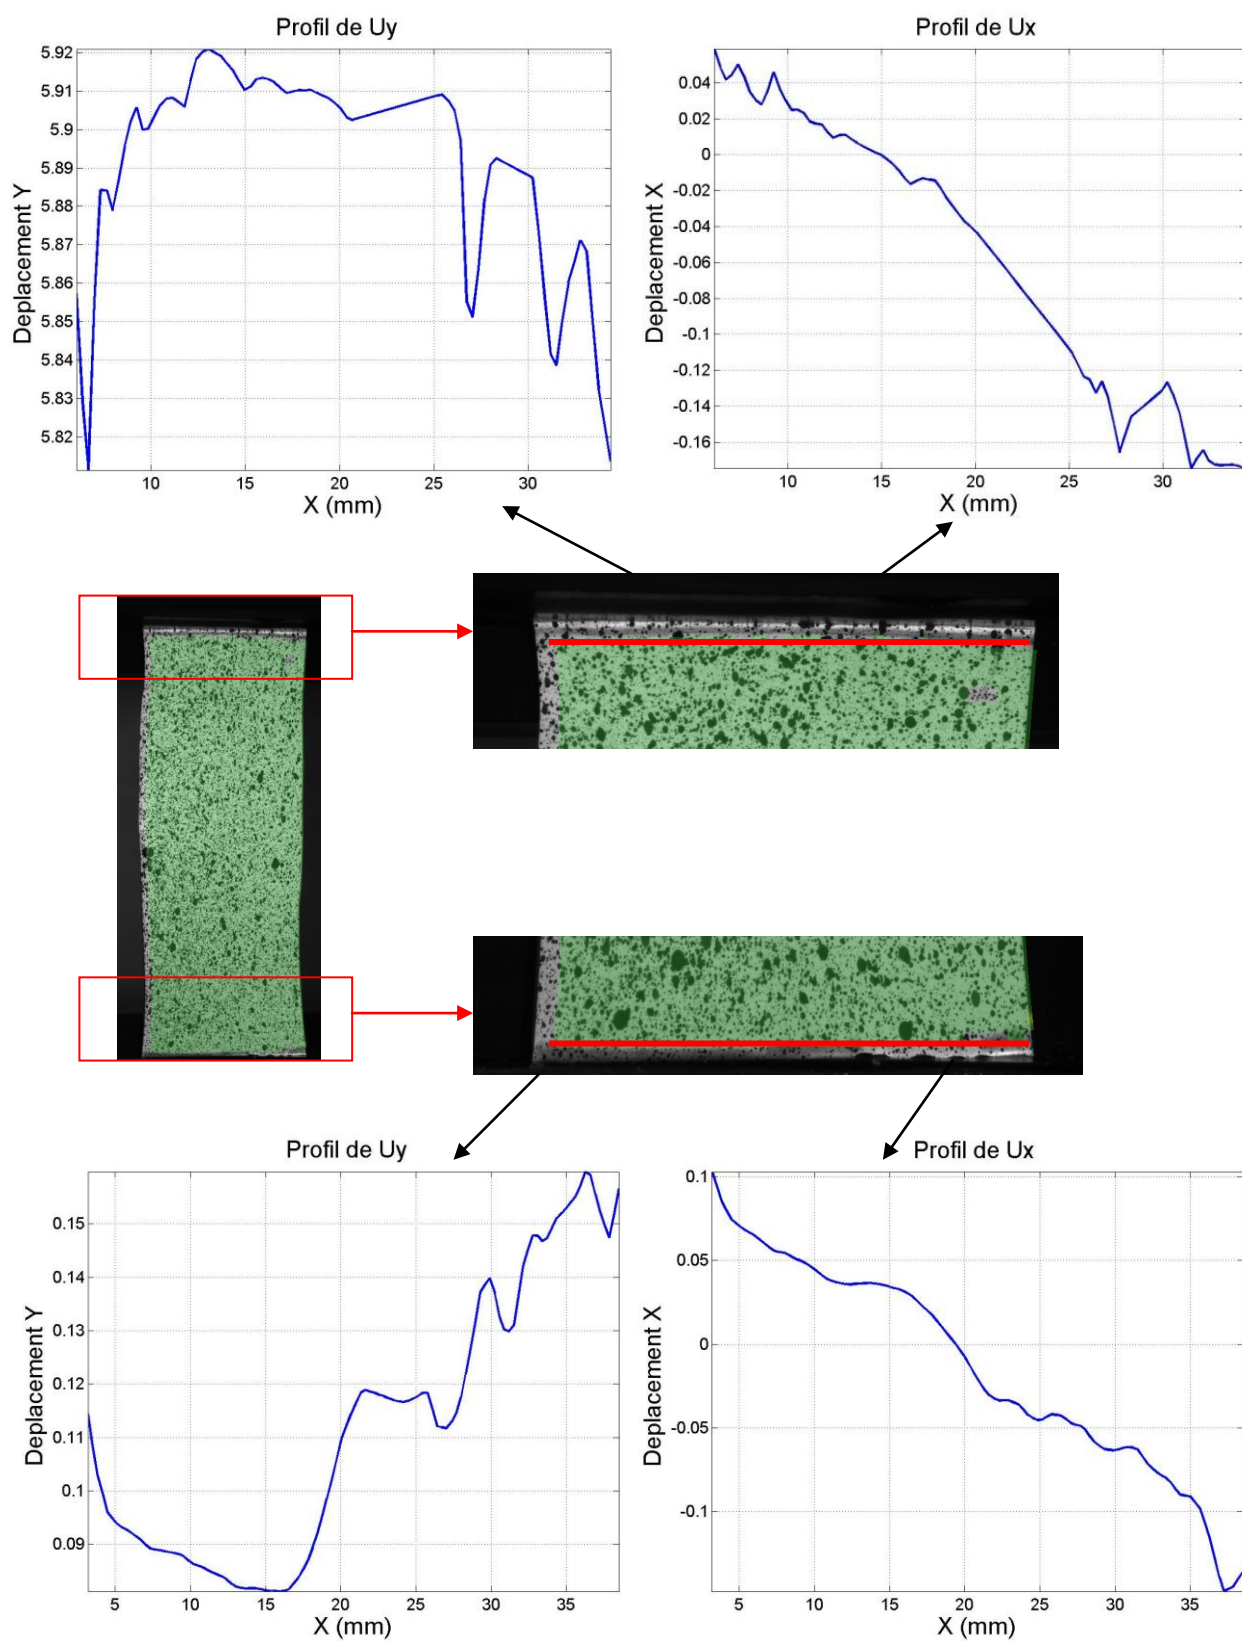 Profil de Uy
Deplacement Y
5.92
5.91
5.9
5.89
5.88
5.87
5.86
5.85
5.84
5.83
5.82
10 15 20 25 30
X (mm)
Profil de Ux
Deplacement X
0.04
0.02
0
-0.02
-0.04
-0.06
-0.08
-0.1
-0.12
-0.14
-0.16
10 15 20 25 30
X (mm)
Profil de Uy
Deplacement Y
0.15
0.14
0.13
0.12
0.11
0.1
0.09
5 10 15 20 25 30 35
X (mm)
Profil de Ux
Deplacement X
0.1
0.05
0
-0.05
-0.1
5 10 15 20 25 30 35
X (mm)